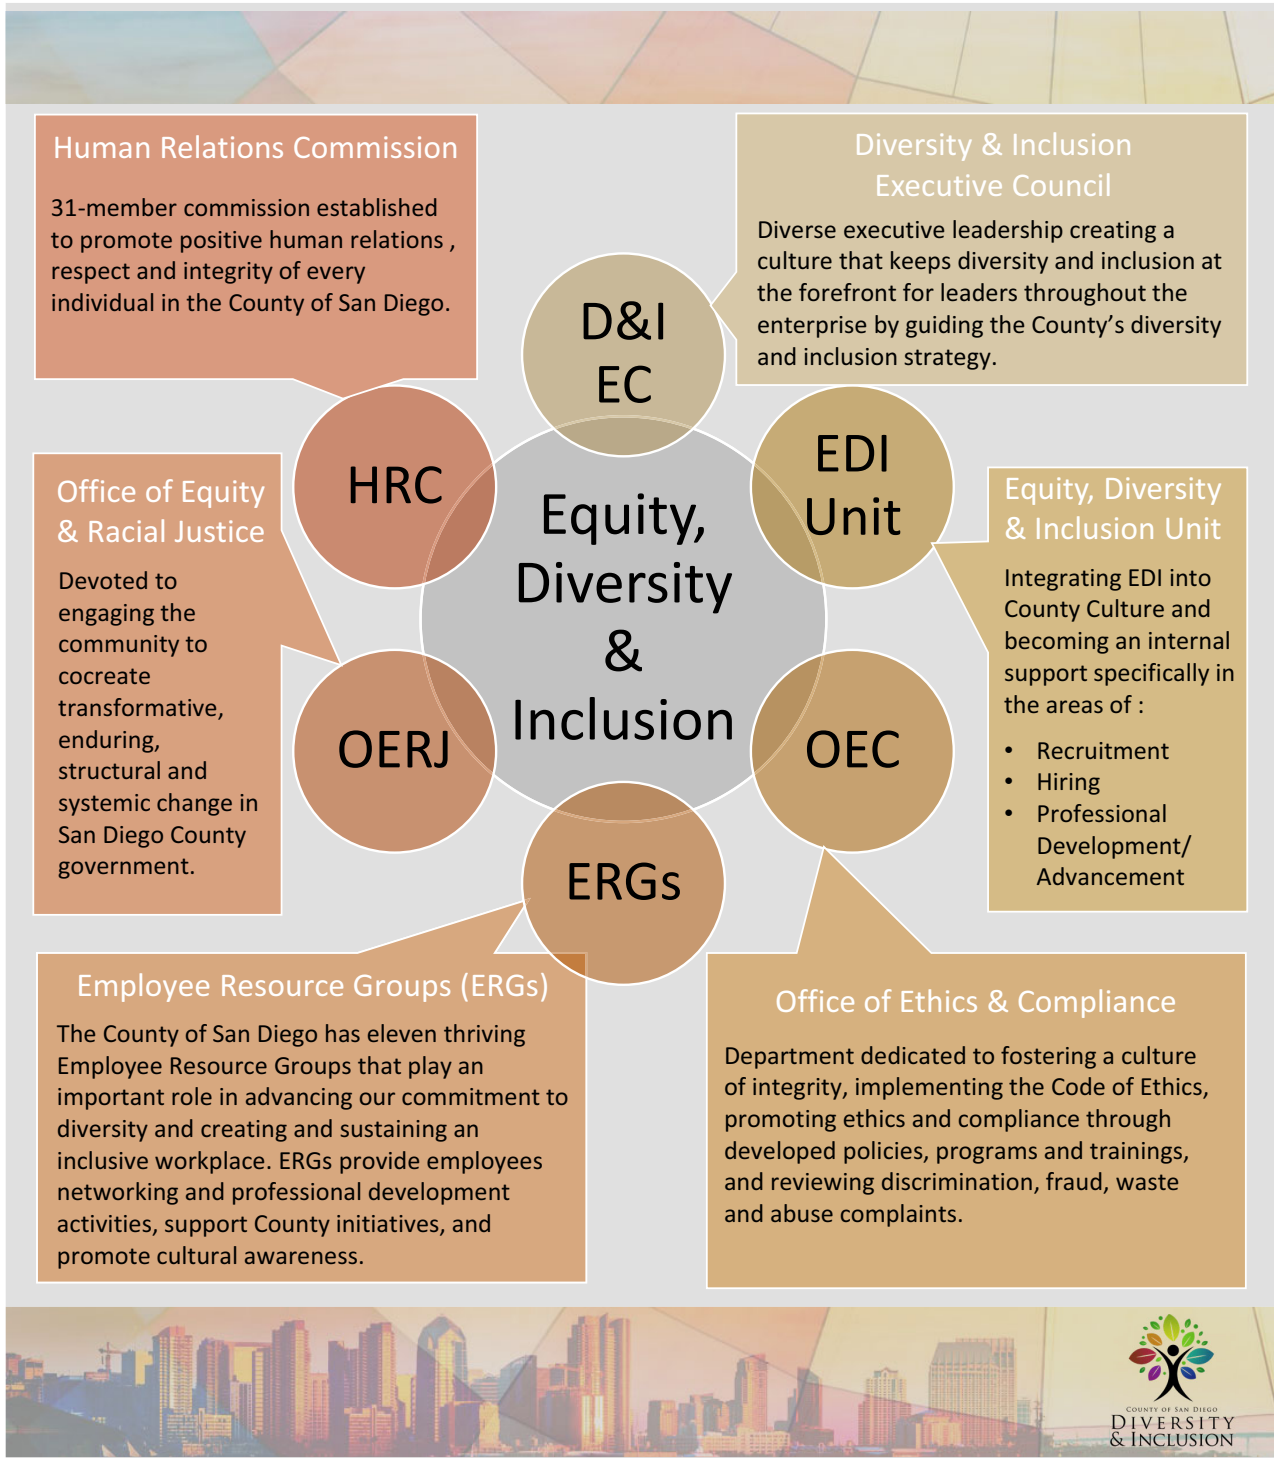 Human Relations Commission
31-member commission established
to promote positive human relations ,
respect and integrity of every
individual in the County of San Diego.
Diversity & Inclusion
Executive Council
Diverse executive leadership creating a
culture that keeps diversity and inclusion at
the forefront for leaders throughout the
enterprise by guiding the County’s diversity
and inclusion strategy.
D&I
EC
HRC
EDI
Unit
Equity,
Diversity
&
Inclusion
OERJ
OEC
ERGs
Office of Equity
& Racial Justice
Devoted to
engaging the
community to
cocreate
transformative,
enduring,
structural and
systemic change in
San Diego County
government.
Equity, Diversity
& Inclusion Unit
Integrating EDI into
County Culture and
becoming an internal
support specifically in
the areas of :
• Recruitment
• Hiring
• Professional
Development/
Advancement
Employee Resource Groups (ERGs)
The County of San Diego has eleven thriving
Employee Resource Groups that play an
important role in advancing our commitment to
diversity and creating and sustaining an
inclusive workplace. ERGs provide employees
networking and professional development
activities, support County initiatives, and
promote cultural awareness.
Office of Ethics & Compliance
Department dedicated to fostering a culture
of integrity, implementing the Code of Ethics,
promoting ethics and compliance through
developed policies, programs and trainings,
and reviewing discrimination, fraud, waste
and abuse complaints.
COUNTY OF SAN DIEGO
DIVERSITY
& INCLUSION